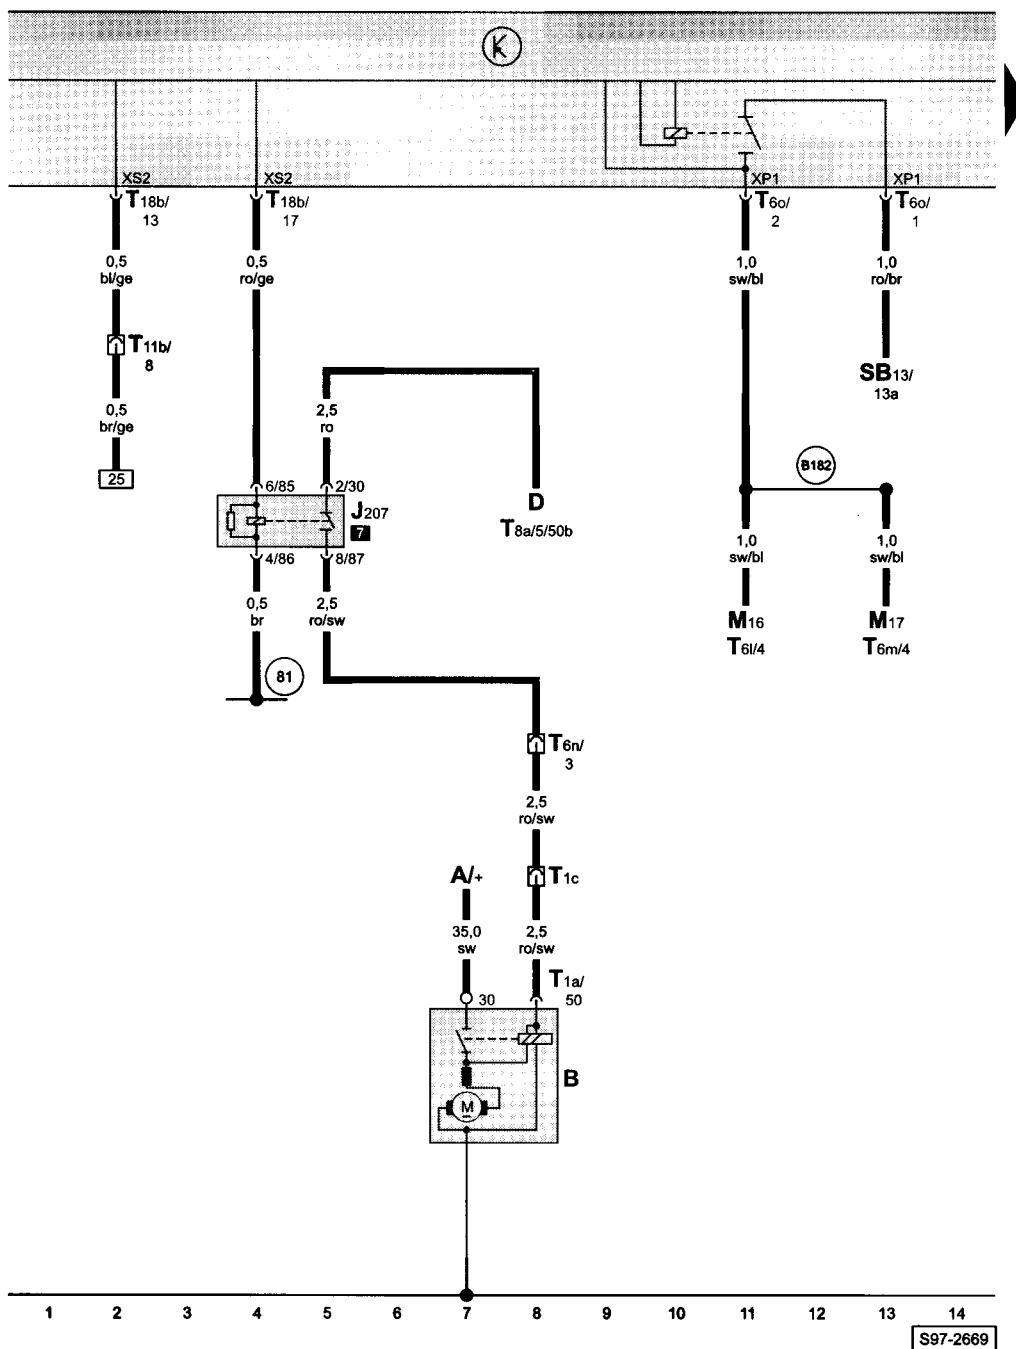 K
XS2 XS2 XP1 XP1
T18b/ T18b/ T6o/ T6o/
13 17 2 1
0,5 0,5 1,0 1,0
bl/ge ro/ge sw/bl ro/br
T11b/
8
SB13/
13a
0,5 2,5
br/ge ro
25
B182
6/85 2/30
D
J207
T8a/5/50b
7
4/86 8/87
1,0 1,0
sw/bl sw/bl
0,5 2,5
br ro/sw
M16 M17
T6l/4 T6m/4
81
T6n/
3
2,5
ro/sw
A/+ T1c
35,0 2,5
sw ro/sw
T1a/
30 50
B
M
1 2 3 4 5 6 7 8 9 10 11 12 13 14
S97-2669